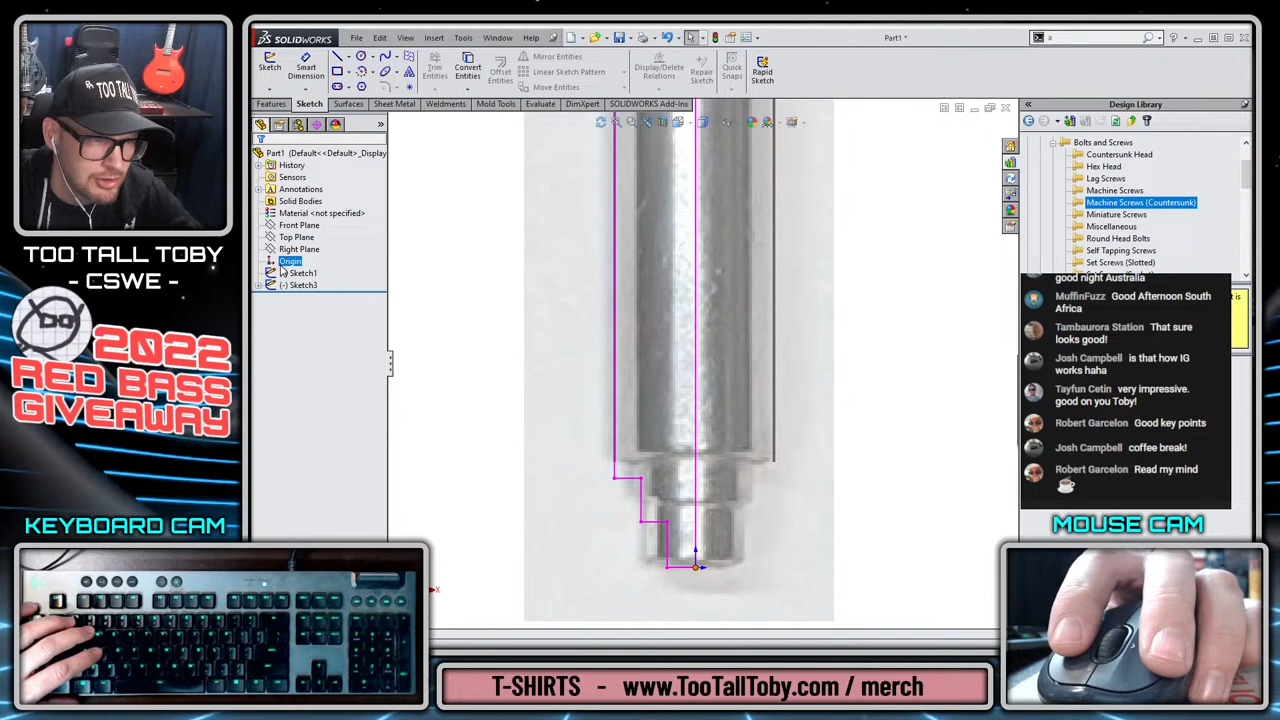 TOO TALL TOBY
TOO TALL TOBY
- CSWE -
2022
RED BASS
GIVEAWAY
KEYBOARD CAM
SOLIDWORKS
File Edit View Insert Tools Window Help
Part1 *
a
Sketch
Smart Dimension
Trim Entities
Convert Entities
Offset Entities
Mirror Entities
Linear Sketch Pattern
Move Entities
Display/Delete Relations
Repair Sketch
Quick Snaps
Rapid Sketch
Features Sketch Surfaces Sheet Metal Weldments Mold Tools Evaluate DimXpert SOLIDWORKS Add-Ins
Part1 (Default<<Default>_Display
History
Sensors
Annotations
Solid Bodies
Material <not specified>
Front Plane
Top Plane
Right Plane
Origin
Sketch1
(-) Sketch3
x
Design Library
Bolts and Screws
Countersunk Head
Hex Head
Lag Screws
Machine Screws
Machine Screws (Countersunk)
Miniature Screws
Miscellaneous
Round Head Bolts
Self Tapping Screws
Set Screws (Slotted)
good night Australia
MuffinFuzz Good Afternoon South
Africa
Tambaurora Station That sure
looks good!
Josh Campbell is that how IG
works haha
Tayfun Cetin very impressive.
good on you Toby!
Robert Garcelon Good key points
Josh Campbell coffee break!
Robert Garcelon Read my mind
MOUSE CAM
T-SHIRTS - www.TooTallToby.com / merch